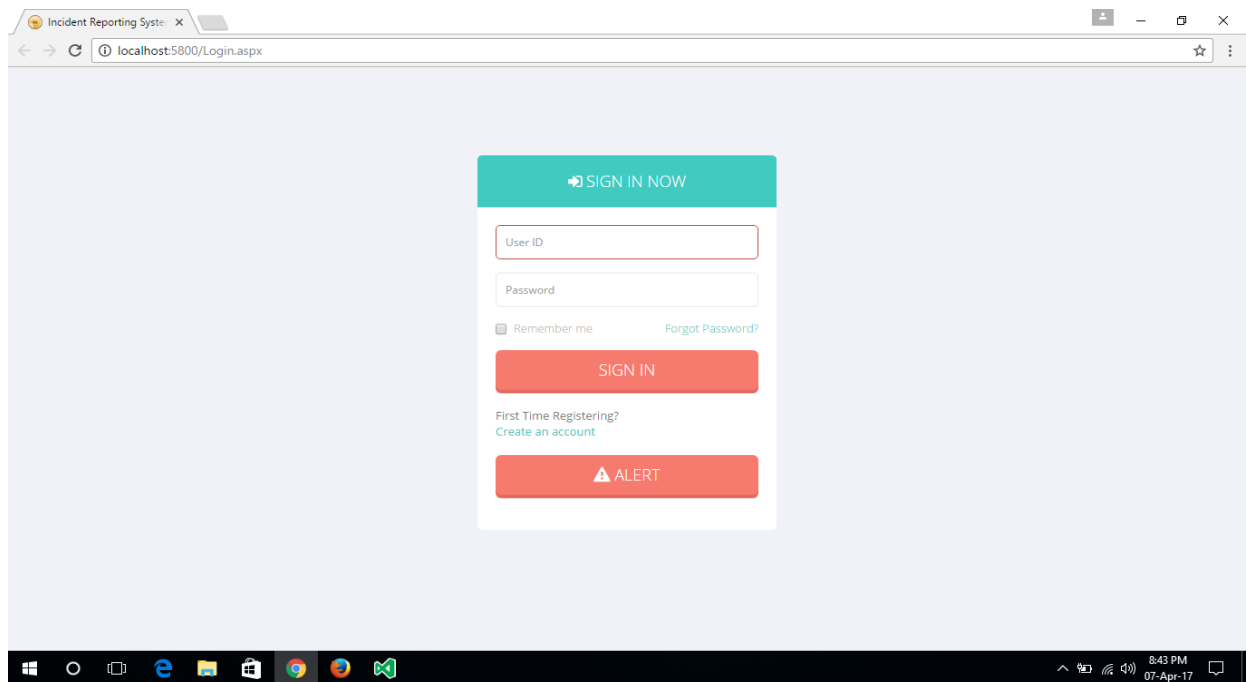 Incident Reporting Syste
localhost:5800/Login.aspx
SIGN IN NOW
User ID
Password
Remember me Forgot Password?
SIGN IN
First Time Registering?
Create an account
ALERT
8:43 PM
07-Apr-17